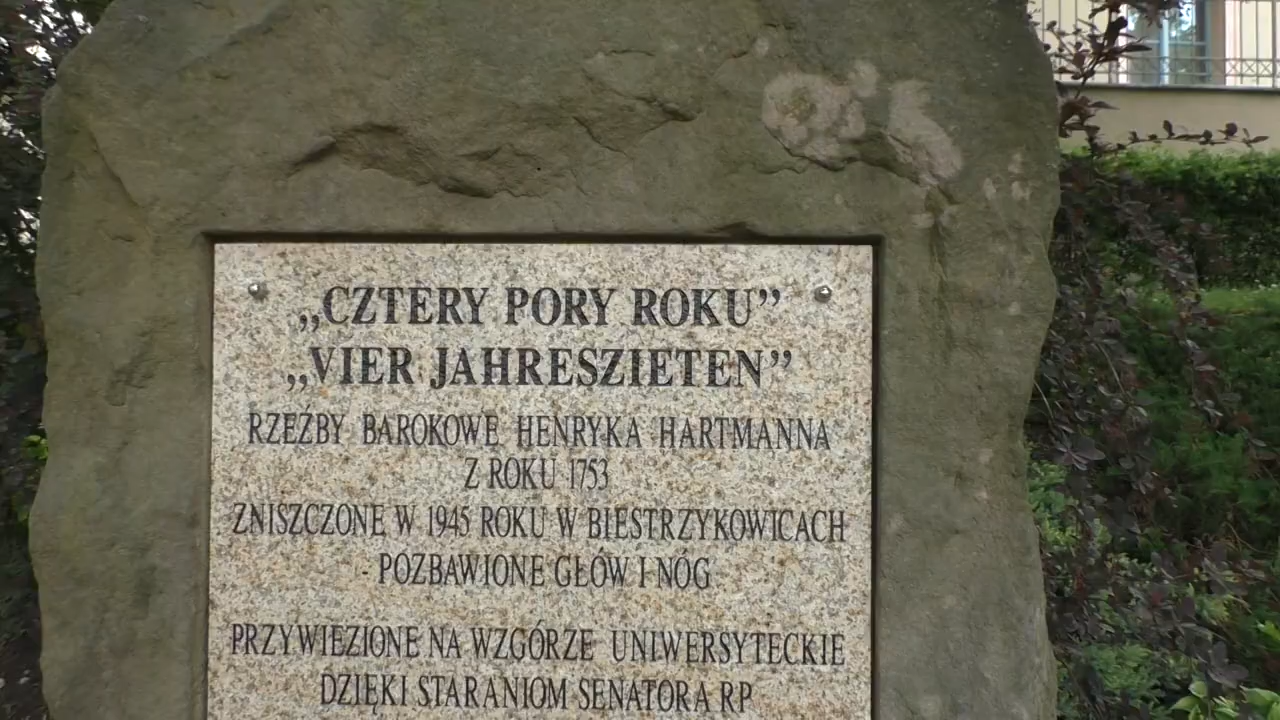 „CZTERY PORY ROKU”
„VIER JAHRESZIETEN”
RZEŹBY BAROKOWE HENRYKA HARTMANNA
Z ROKU 1753
ZNISZCZONE W 1945 ROKU W BIESTRZYKOWICACH
- POZBAWIONE GŁÓW I NÓG
PRZYWIEZIONE NA WZGÓRZE UNIWERSYTECKIE
DZIĘKI STARANIOM SENATORA RP